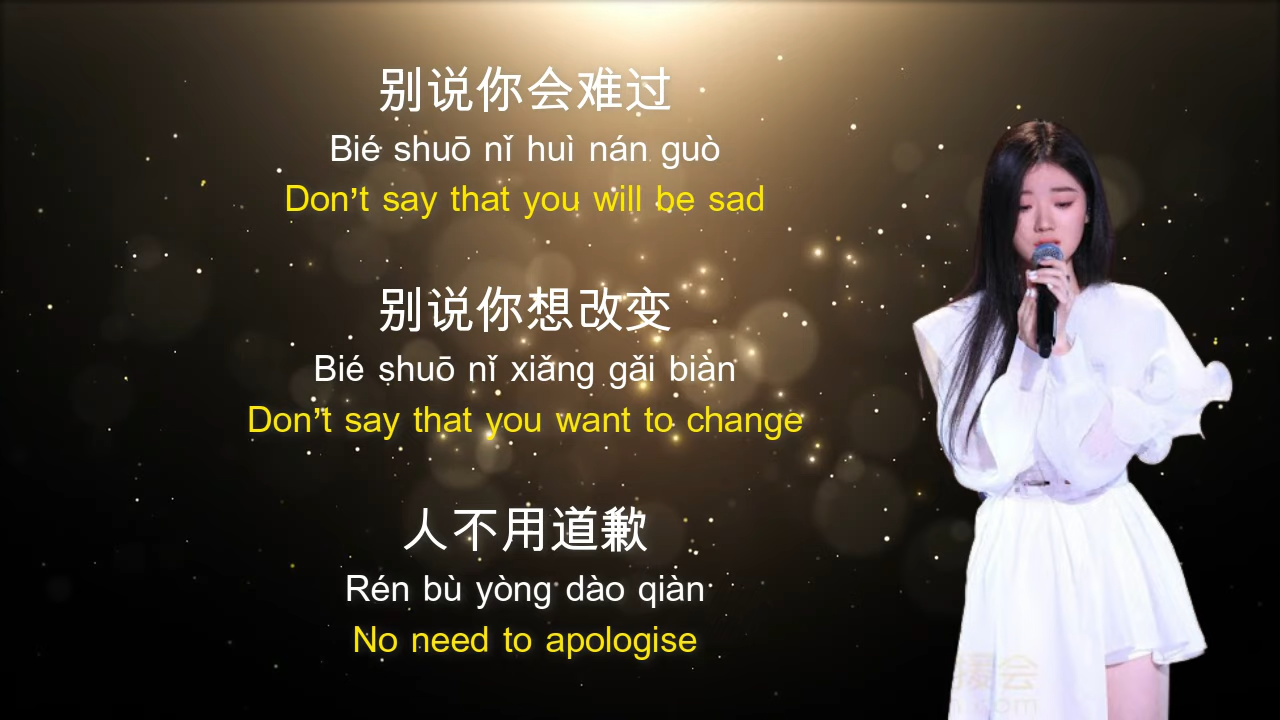 别说你会难过
Bié shuō nǐ huì nán guò
Don’t say that you will be sad
别说你想改变
Bié shuō nǐ xiǎng gǎi biàn
Don’t say that you want to change
人不用道歉
Rén bù yòng dào qiàn
No need to apologise